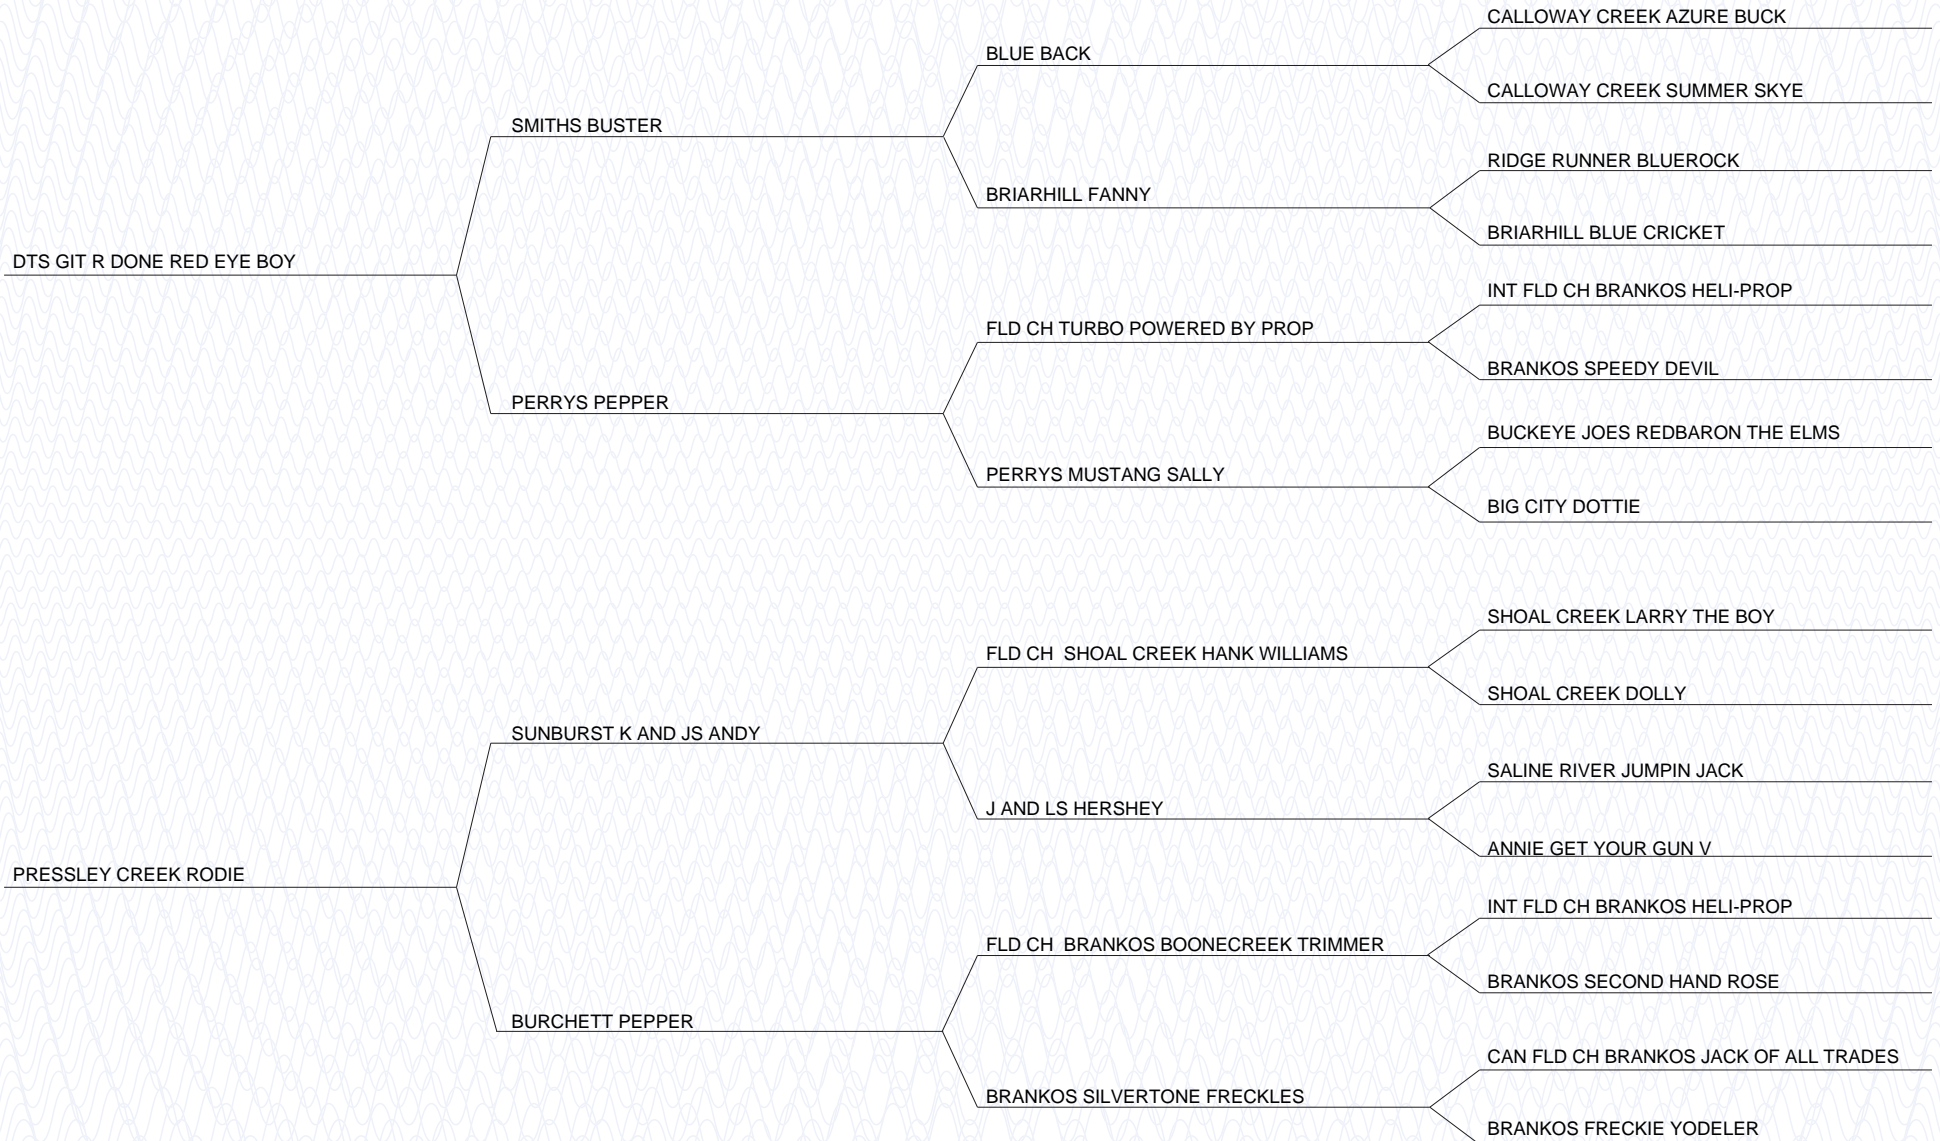 CALLOWAY CREEK AZURE BUCK
BLUE BACK
CALLOWAY CREEK SUMMER SKYE
SMITHS BUSTER
RIDGE RUNNER BLUEROCK
BRIARHILL FANNY
BRIARHILL BLUE CRICKET
DTS GIT R DONE RED EYE BOY
INT FLD CH BRANKOS HELI-PROP
FLD CH TURBO POWERED BY PROP
BRANKOS SPEEDY DEVIL
PERRYS PEPPER
BUCKEYE JOES REDBARON THE ELMS
PERRYS MUSTANG SALLY
BIG CITY DOTTIE
SHOAL CREEK LARRY THE BOY
FLD CH  SHOAL CREEK HANK WILLIAMS
SHOAL CREEK DOLLY
SUNBURST K AND JS ANDY
SALINE RIVER JUMPIN JACK
J AND LS HERSHEY
ANNIE GET YOUR GUN V
PRESSLEY CREEK RODIE
INT FLD CH BRANKOS HELI-PROP
FLD CH  BRANKOS BOONECREEK TRIMMER
BRANKOS SECOND HAND ROSE
BURCHETT PEPPER
CAN FLD CH BRANKOS JACK OF ALL TRADES
BRANKOS SILVERTONE FRECKLES
BRANKOS FRECKIE YODELER